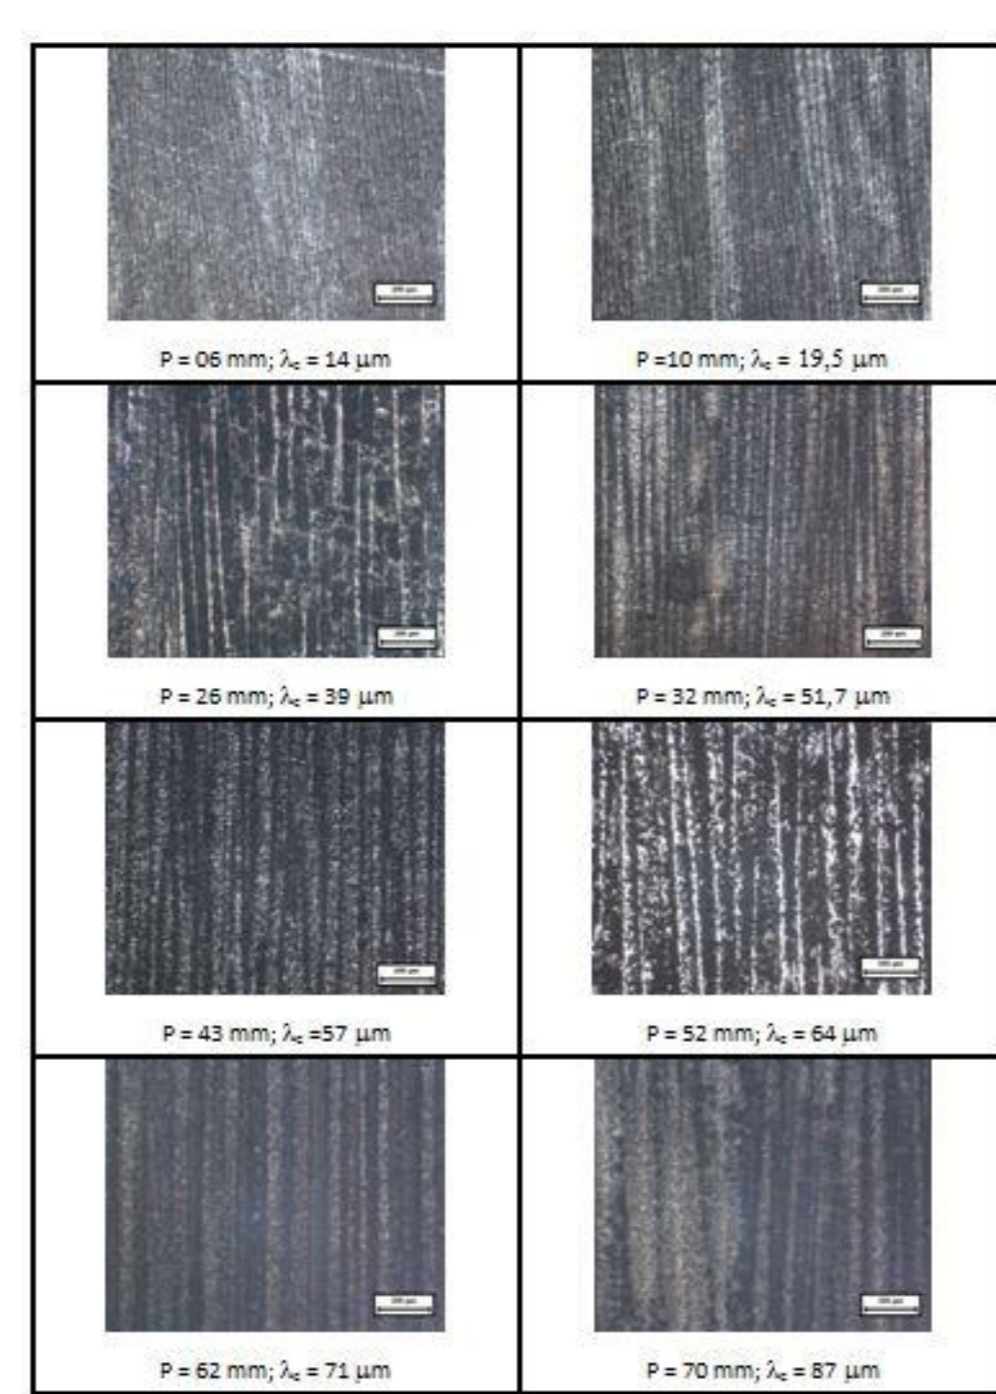 P = 06 mm; λc = 14 μm
P =10 mm; λc = 19,5 μm
P = 26 mm; λc = 39 μm
P = 32 mm; λc = 51,7 μm
P = 43 mm; λc =57 μm
P = 52 mm; λc = 64 μm
P = 62 mm; λc = 71 μm
P = 70 mm; λc = 87 μm